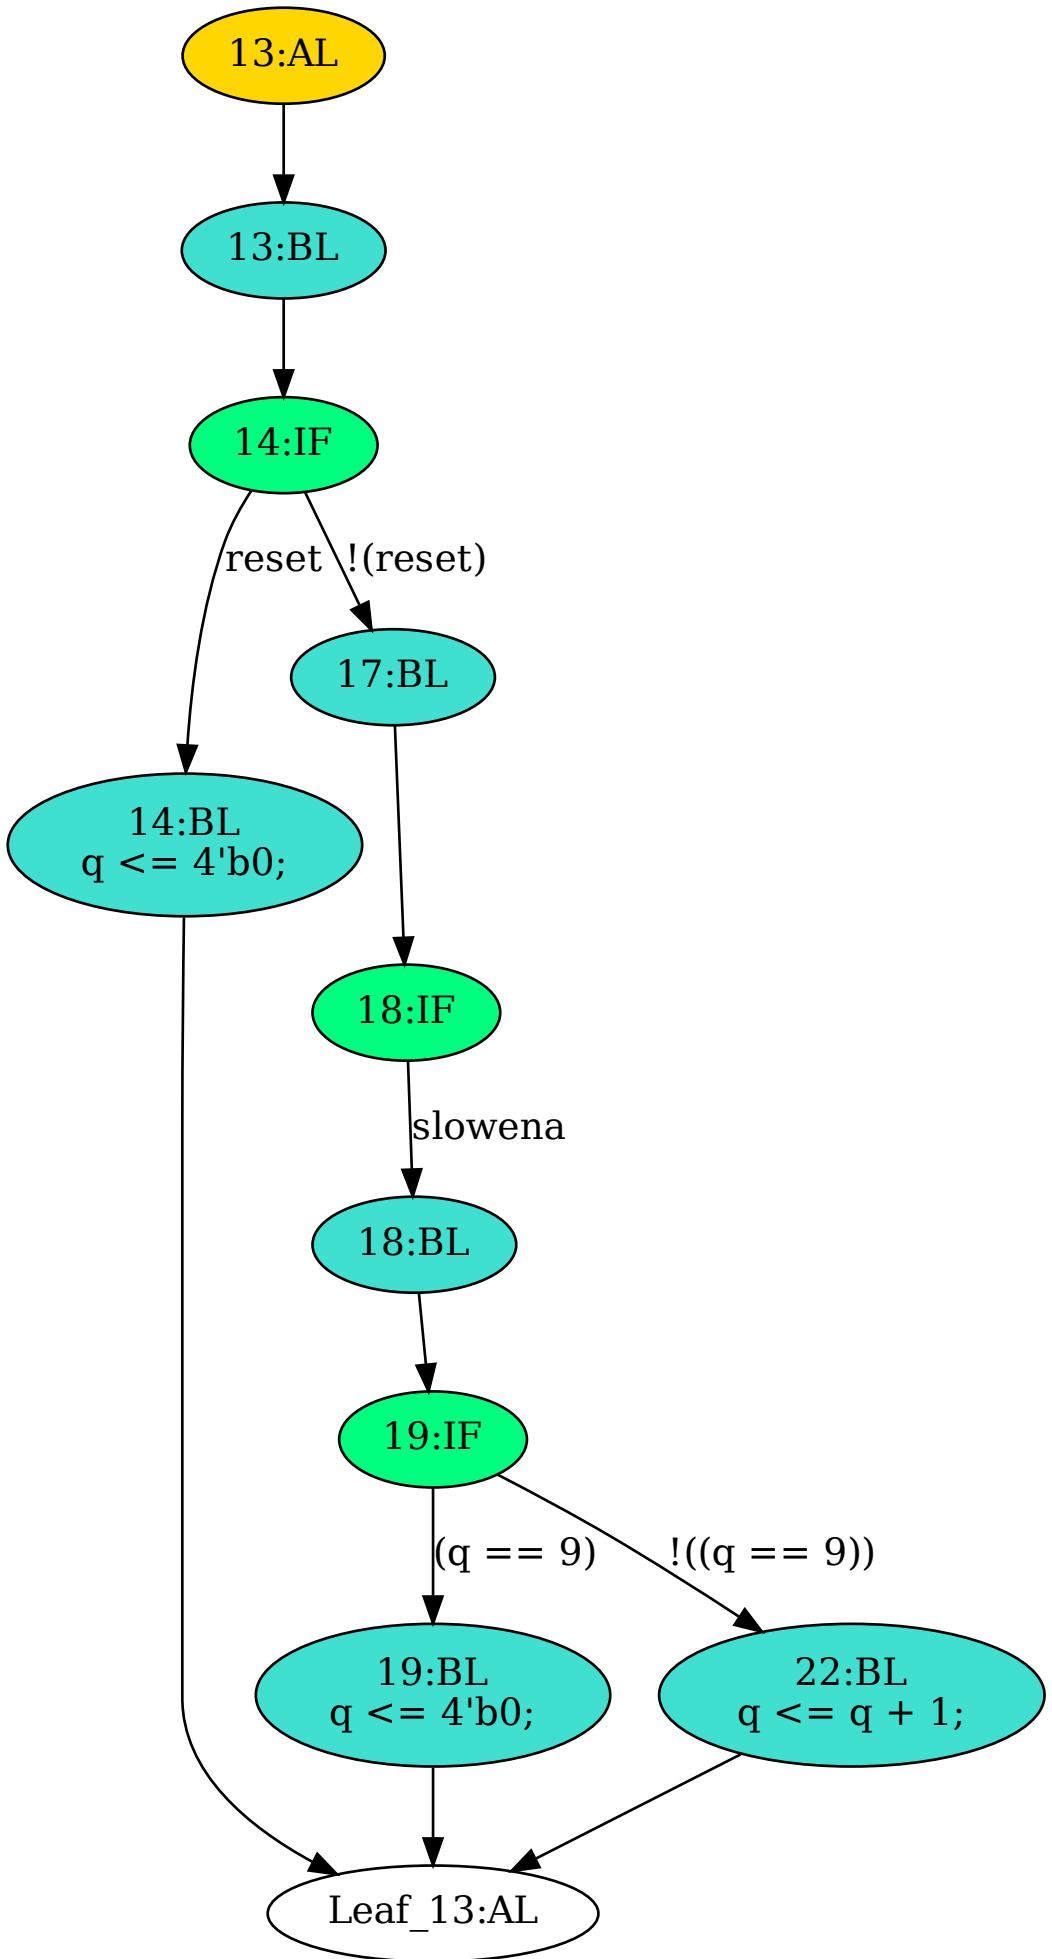 13:AL
13:BL
14:IF
reset
!(reset)
17:BL
14:BL
q <= 4'b0;
18:IF
slowena
18:BL
19:IF
(q == 9)
!((q == 9))
19:BL
q <= 4'b0;
22:BL
q <= q + 1;
Leaf_13:AL